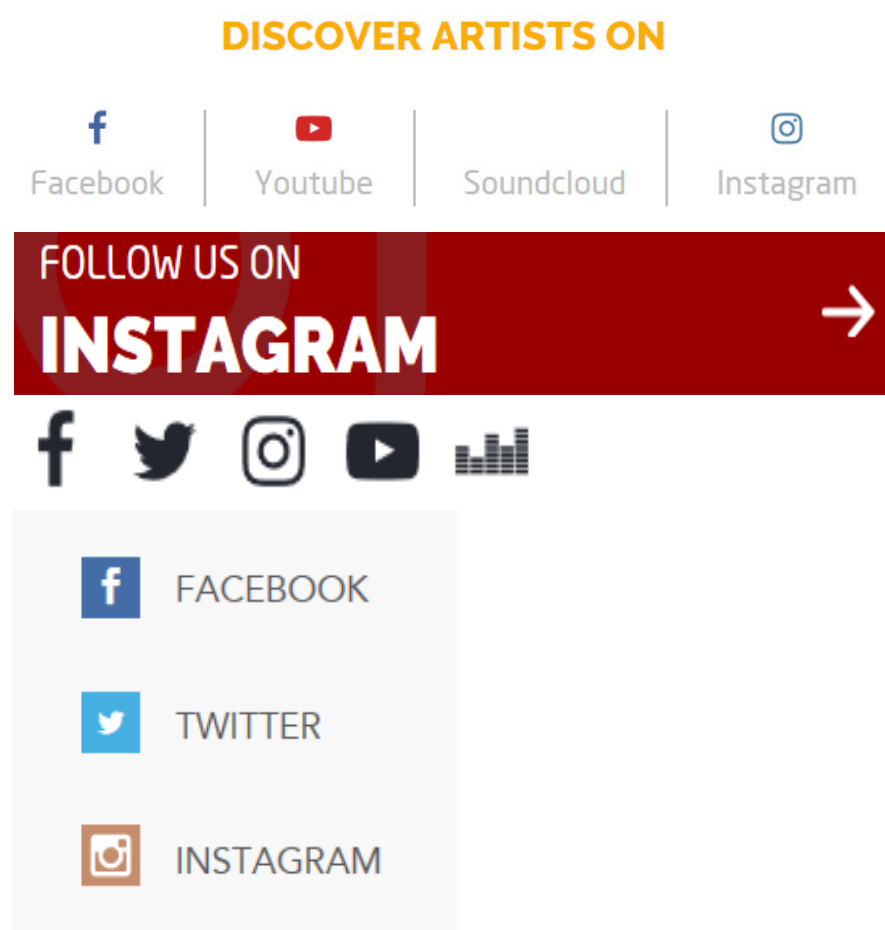 DISCOVER ARTISTS ON
Facebook Youtube Soundcloud Instagram
FOLLOW US ON
INSTAGRAM
FACEBOOK
TWITTER
INSTAGRAM